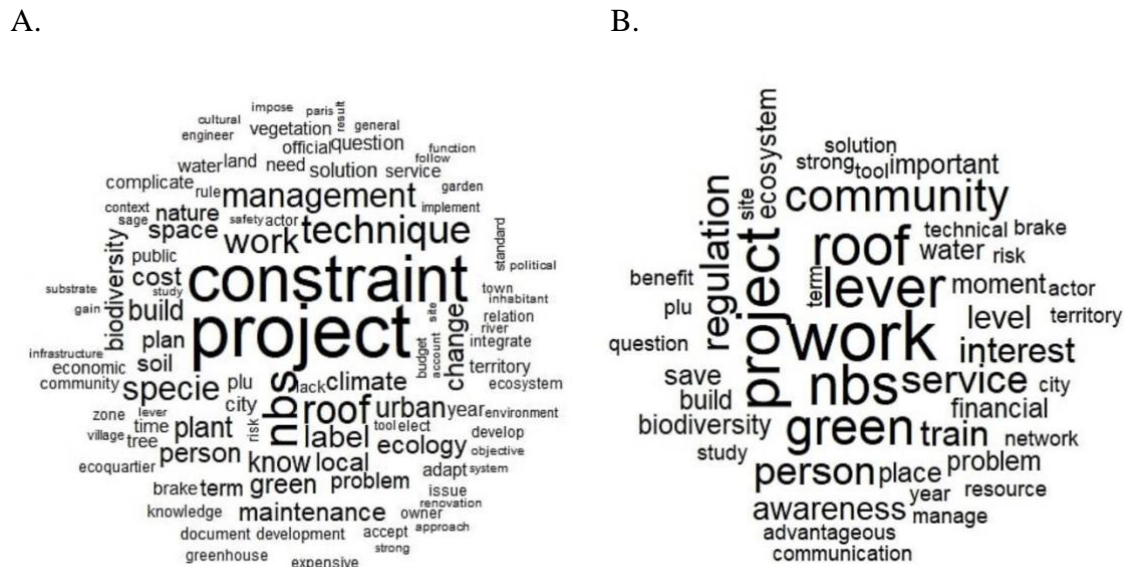 A.
B.
impose paris result
cultural
engineer vegetation general
official question function
water land need solution service follow
complicate rule management garden
context nature safety actor implement
sage space work technique standard
biodiversity public constraint political
substrate cost study town
gain build inhabitant
plan project site relation
river
infrastructure soil budget account change integrate
economic territory
community specie plu lack climate ecosystem
city nbs roof urban year environment
zone lever
time plant risk label tool elect develop
village tree
person ecology objective
ecoquartier know local adapt system
brake term green problem issue
renovation
knowledge maintenance owner
approach
document development accept
strong
greenhouse expensive
ecosystem
solution
strong tool important
site community
regulation roof technical brake
water risk
benefit project term lever moment actor
plu work level territory
question interest
save nbs service city
build financial
biodiversity green train network
study person place problem
year resource
awareness manage
advantageous
communication